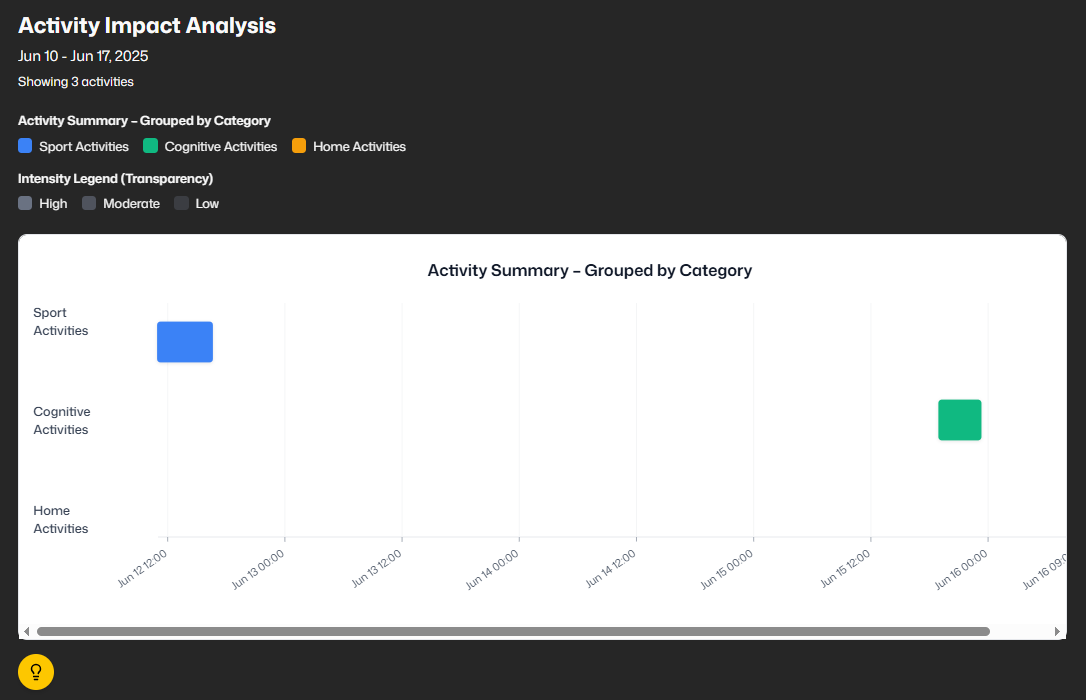 Activity Impact Analysis
Jun 10 - Jun 17, 2025
Showing 3 activities
Activity Summary – Grouped by Category
Sport Activities Cognitive Activities Home Activities
Intensity Legend (Transparency)
High Moderate Low
Activity Summary – Grouped by Category
Sport
Activities
Cognitive
Activities
Home
Activities
Jun 12 12:00 Jun 13 00:00 Jun 13 12:00 Jun 14 00:00 Jun 14 12:00 Jun 15 00:00 Jun 15 12:00 Jun 16 00:00 Jun 16